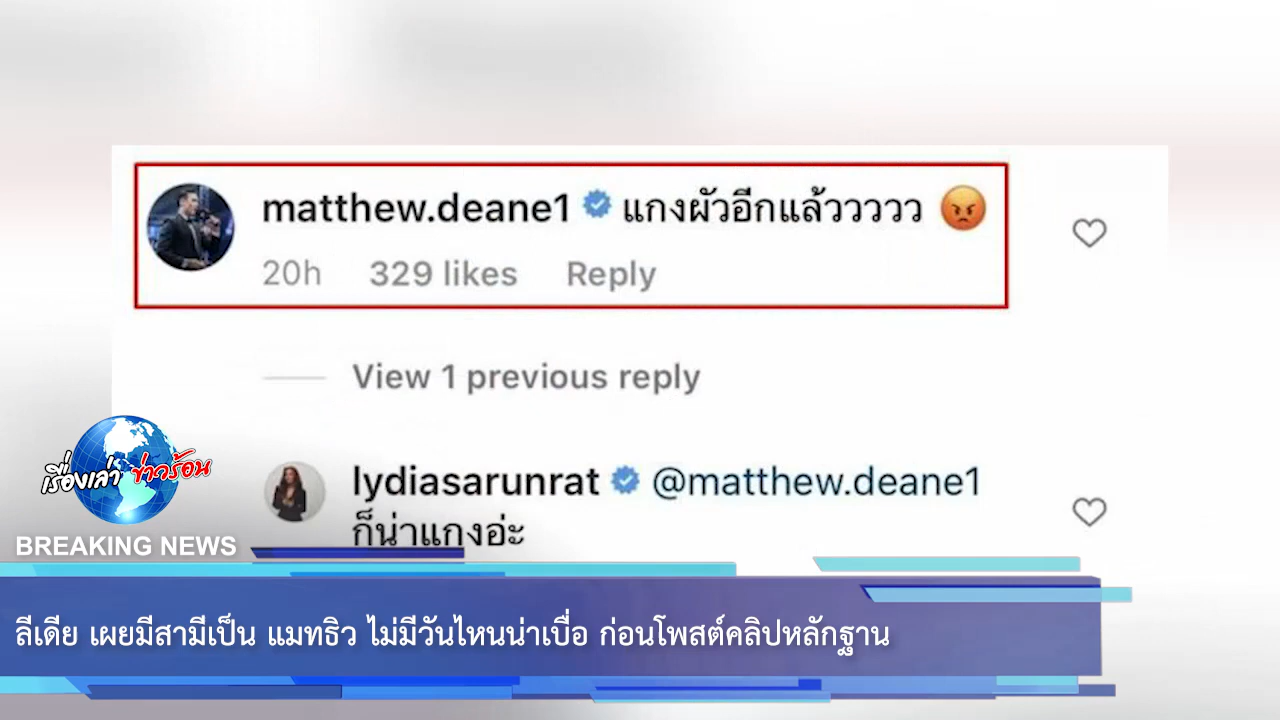 matthew.deane1 แกงผัวอีกแล้ววววว 😡
20h 329 likes Reply
View 1 previous reply
lydiasarunrat @matthew.deane1
ก็น่าแกงอ่ะ
เรื่องเล่า ข่าวร้อน
BREAKING NEWS
ลีเดีย เผยมีสามีเป็น แมทธิว ไม่มีวันไหนน่าเบื่อ ก่อนโพสต์คลิปหลักฐาน